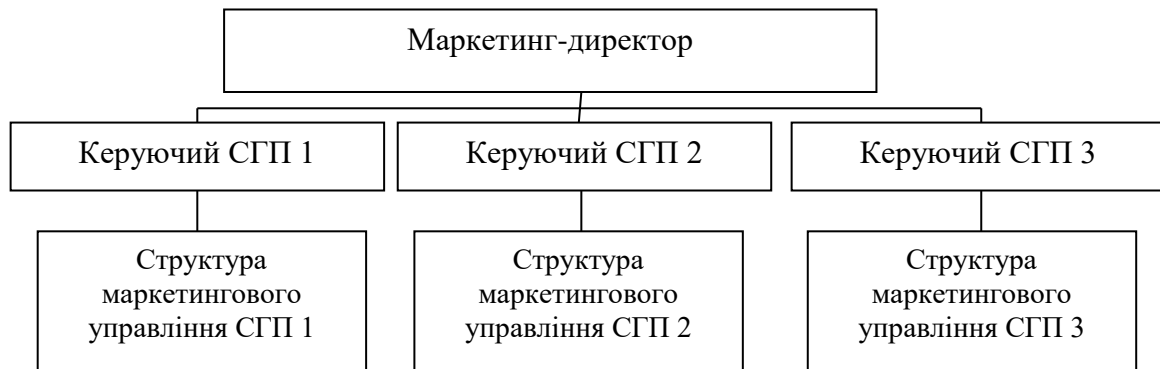 Маркетинг-директор
Керуючий СГП 1
Керуючий СГП 2
Керуючий СГП 3
Структура
маркетингового
управління СГП 1
Структура
маркетингового
управління СГП 2
Структура
маркетингового
управління СГП 3